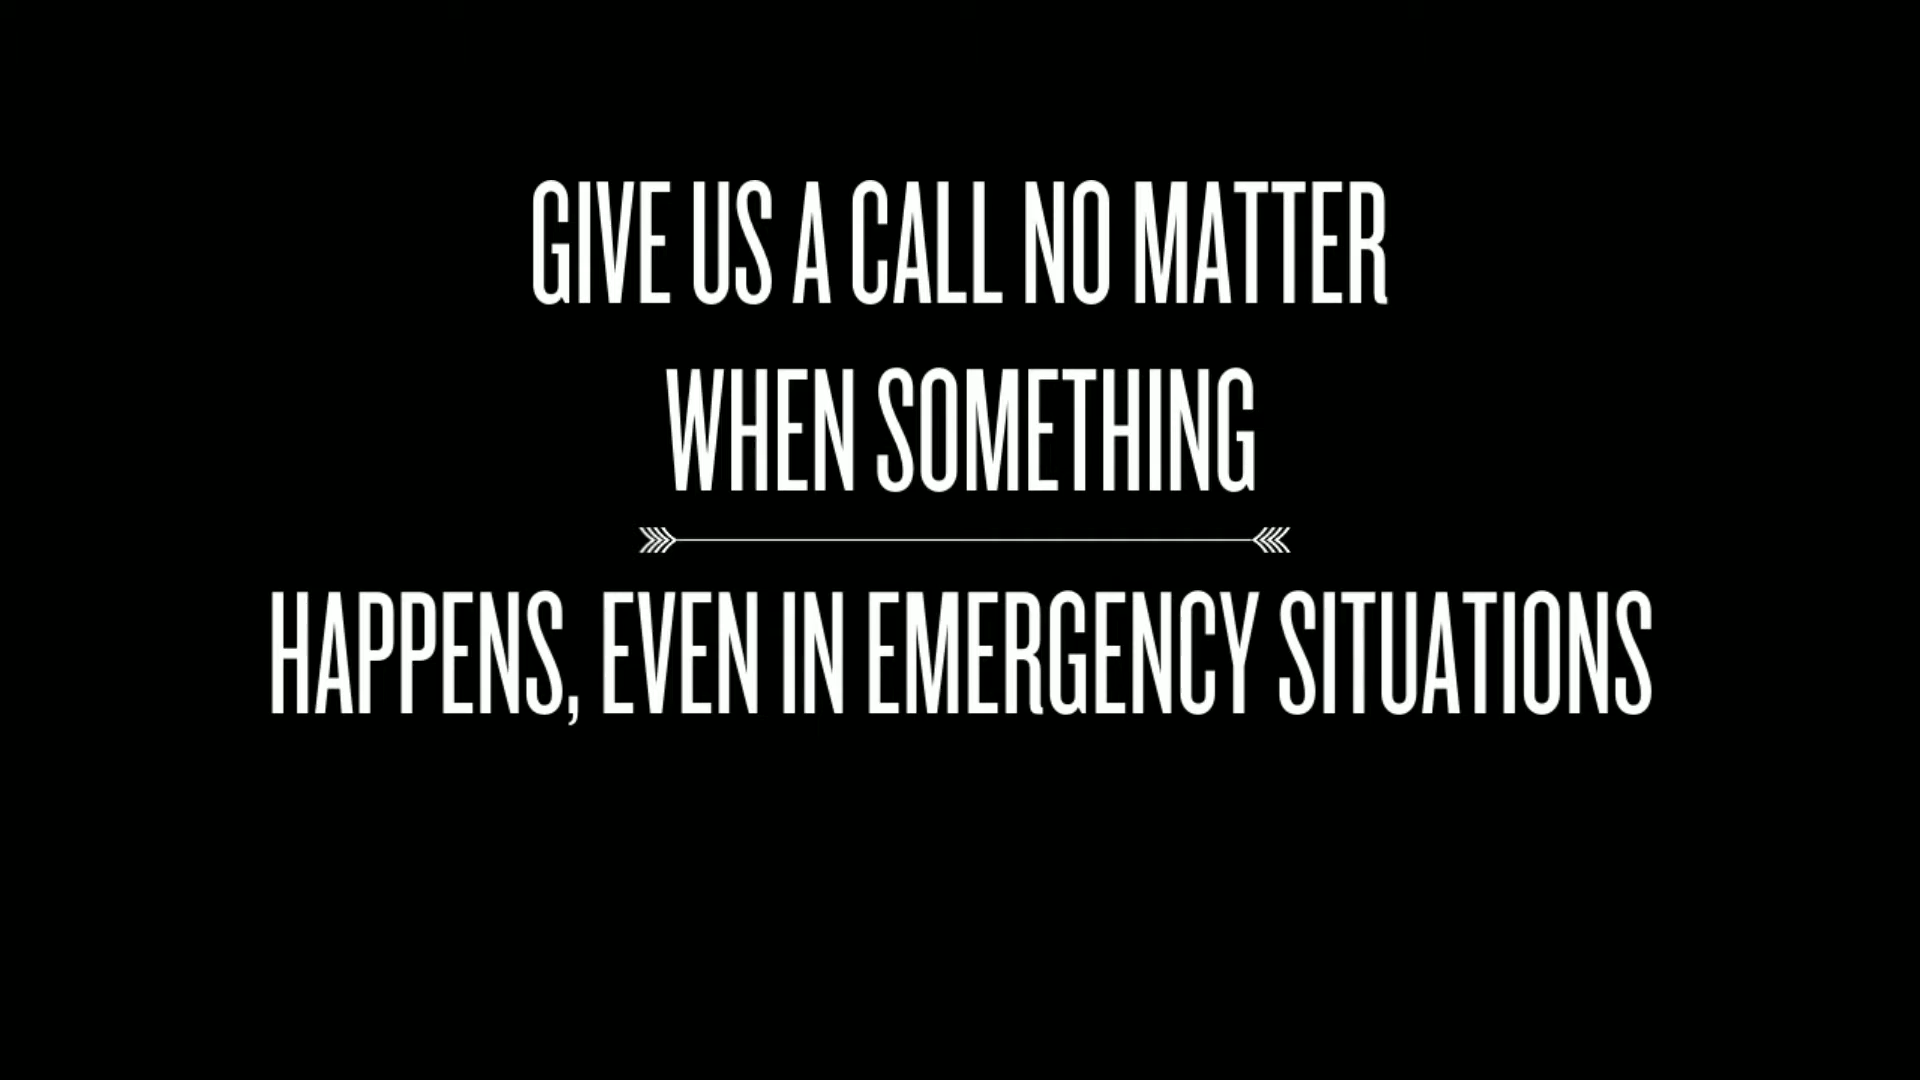 GIVE US A CALL NO MATTER
WHEN SOMETHING
HAPPENS, EVEN IN EMERGENCY SITUATIONS